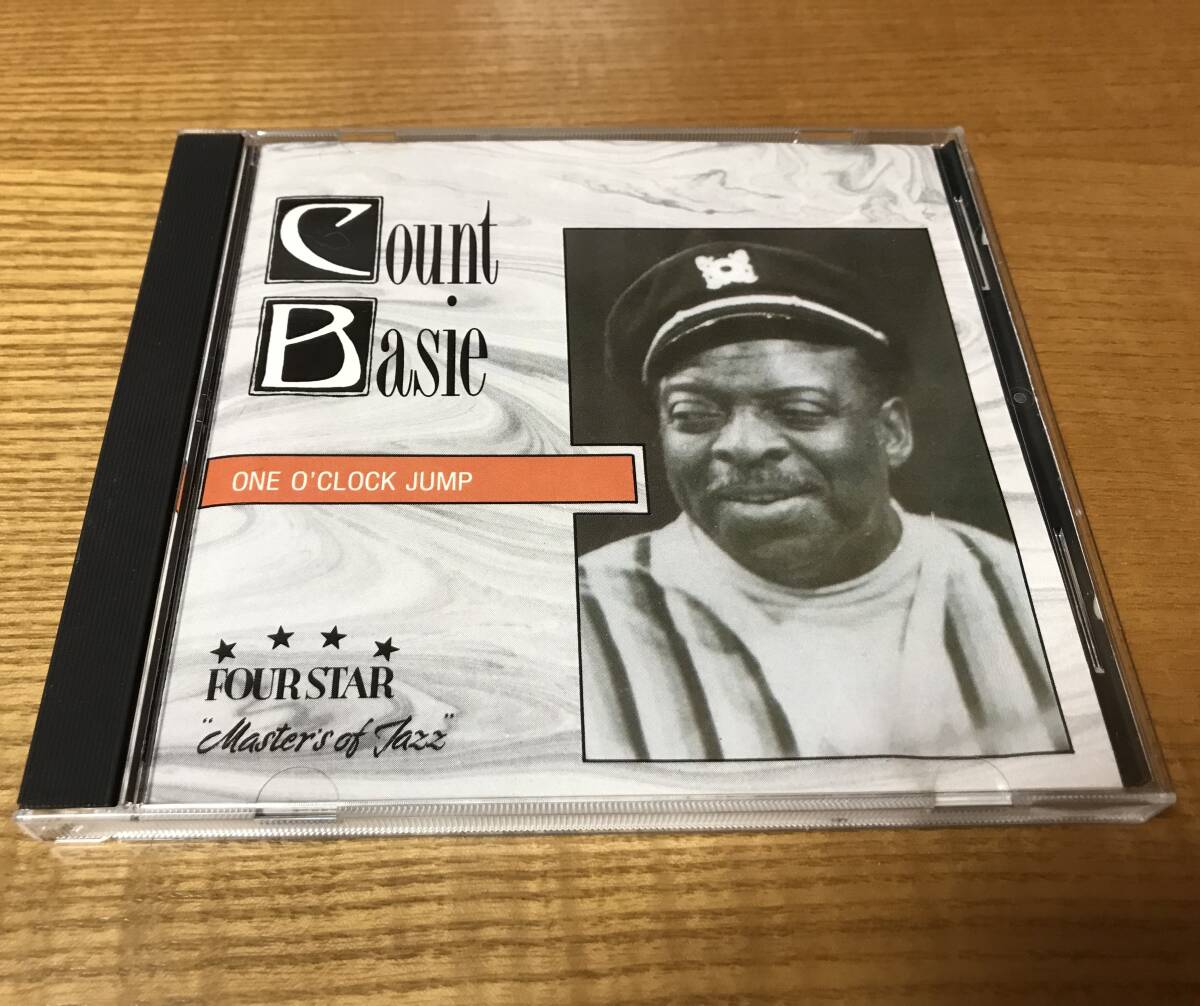 Count
Basie
ONE O'CLOCK JUMP
FOUR STAR
"Master's of Jazz"